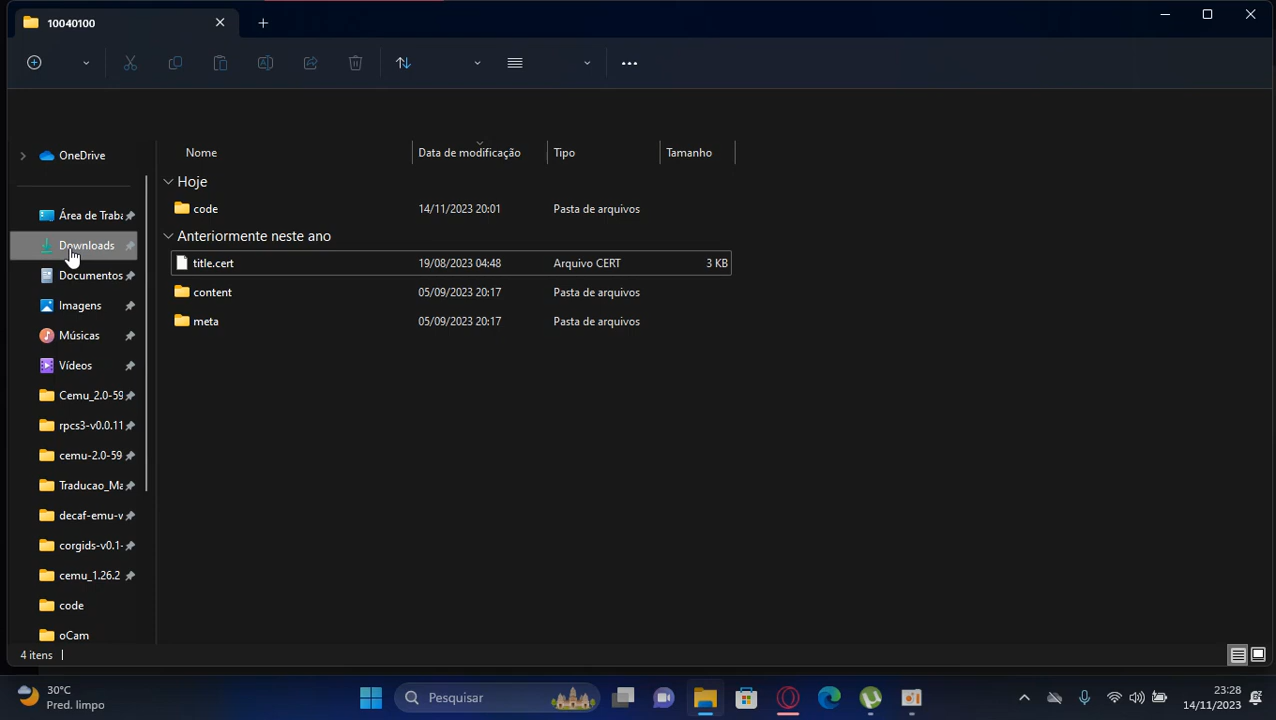 10040100
Nome
Data de modificação
Tipo
Tamanho
OneDrive
Hoje
code
14/11/2023 20:01
Pasta de arquivos
Anteriormente neste ano
title.cert
19/08/2023 04:48
Arquivo CERT
3 KB
content
05/09/2023 20:17
Pasta de arquivos
meta
05/09/2023 20:17
Pasta de arquivos
Área de Traba
Downloads
Documentos
Imagens
Músicas
Vídeos
Cemu_2.0-59
rpcs3-v0.0.11
cemu-2.0-59
Traducao_Ma
decaf-emu-v
corgids-v0.1-
cemu_1.26.2
code
oCam
4 itens
30°C
Pred. limpo
Pesquisar
23:28
14/11/2023